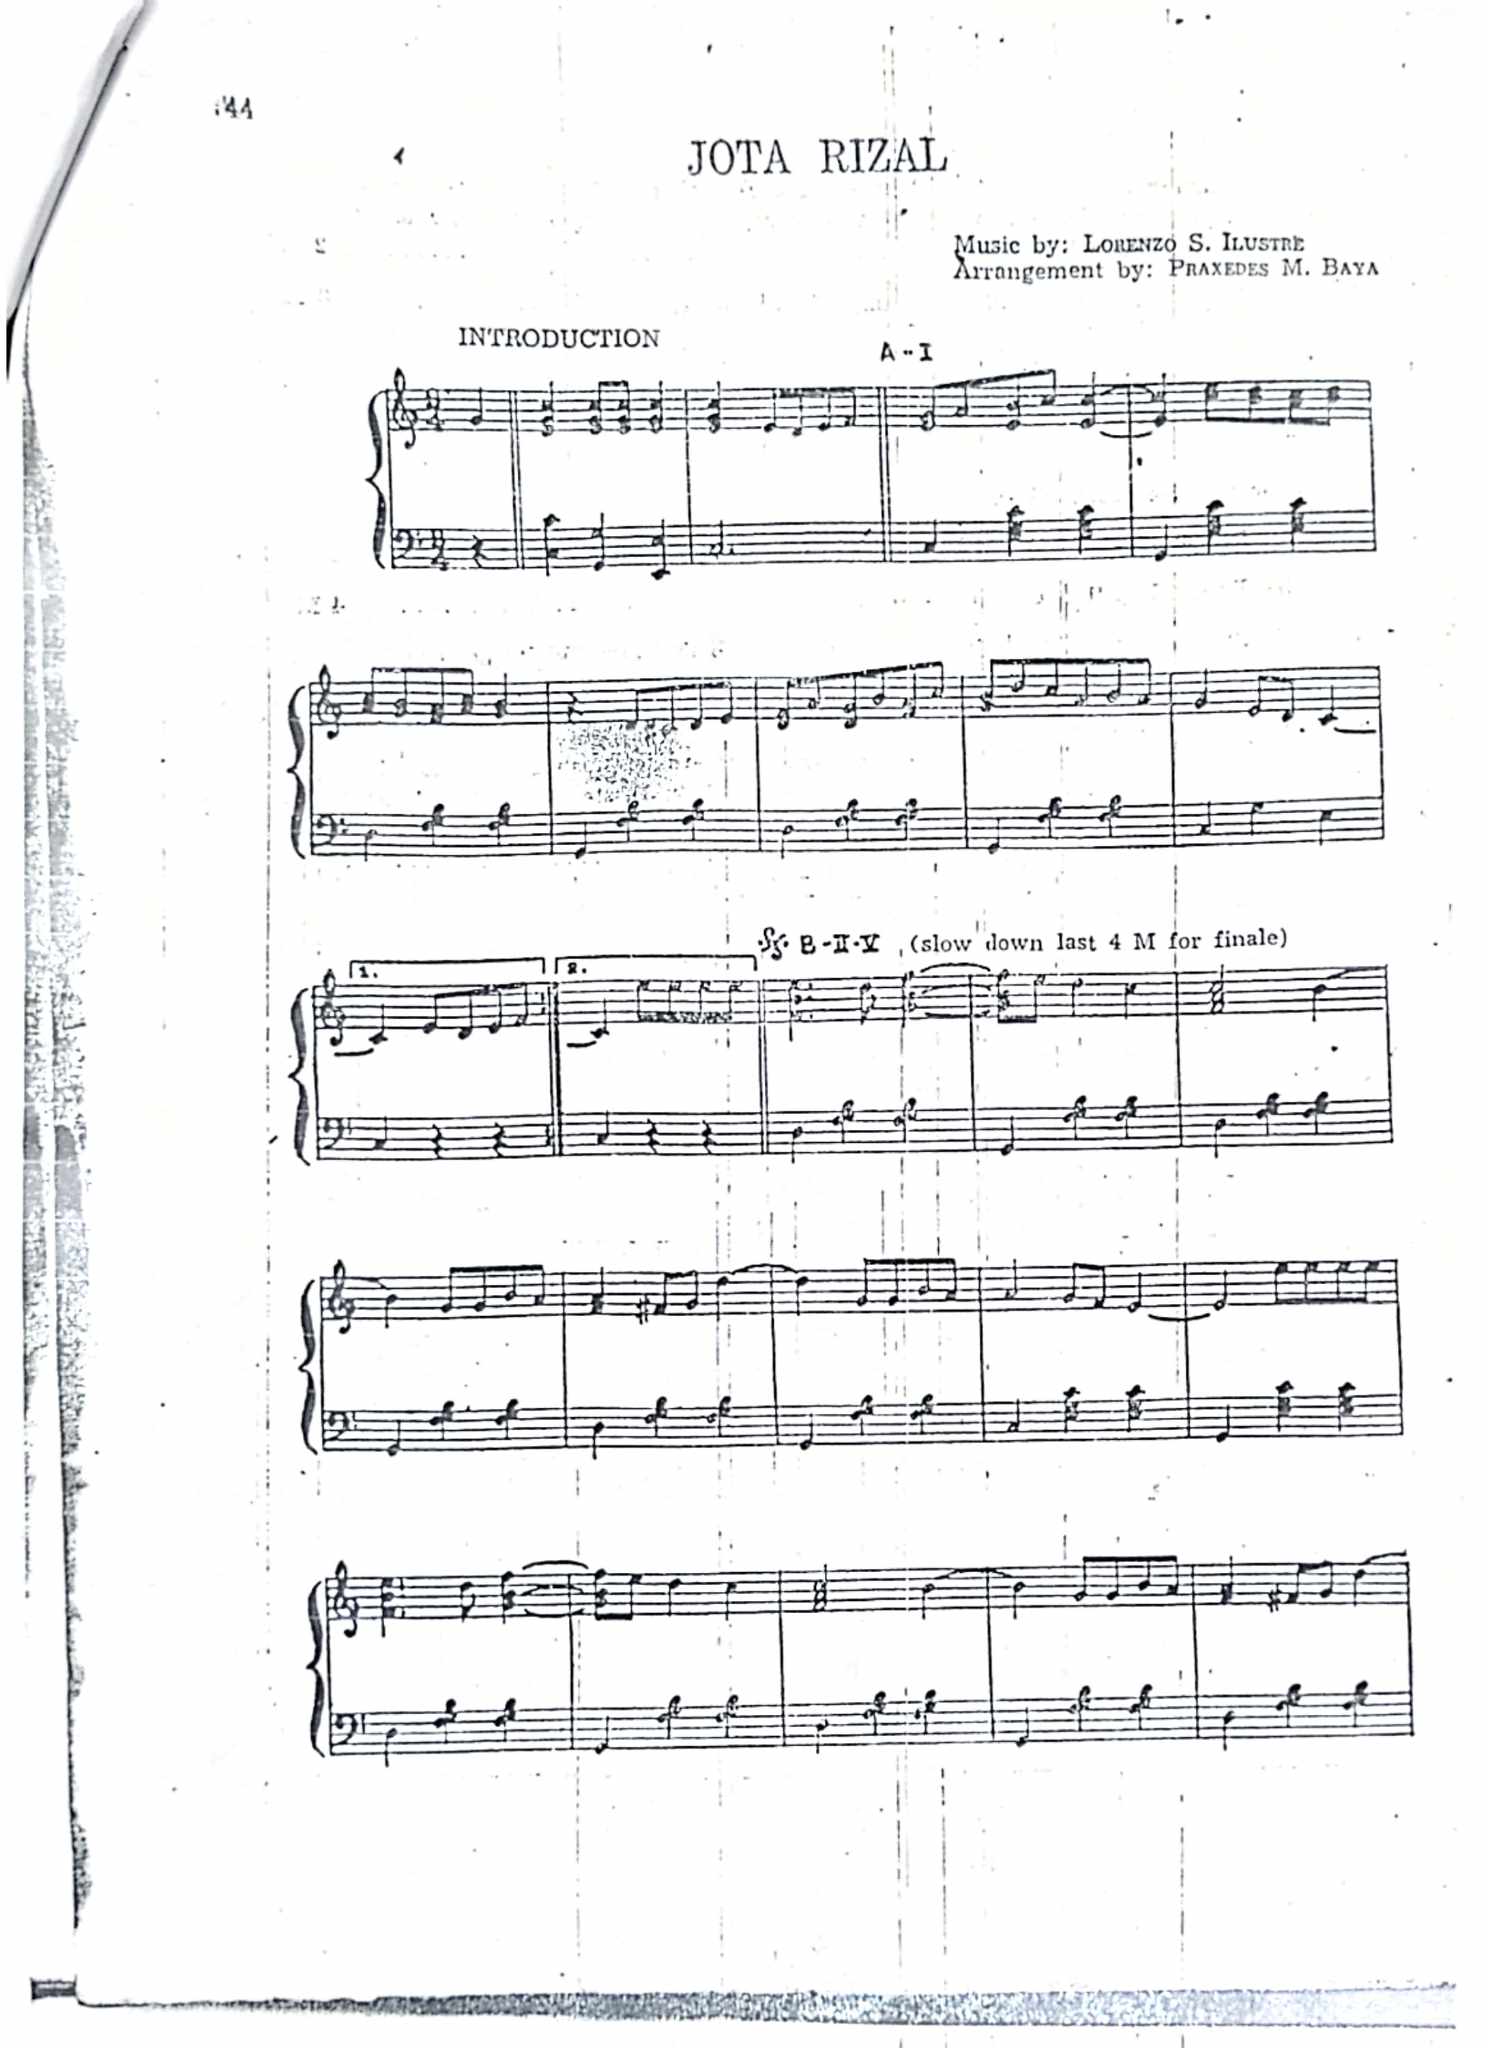 44
JOTA RIZAL
Music by: LORENZO S. ILUSTRE
Arrangement by: PRAXEDES M. BAYA
INTRODUCTION
A-I
1. 2. B-II-V (slow down last 4 M for finale)